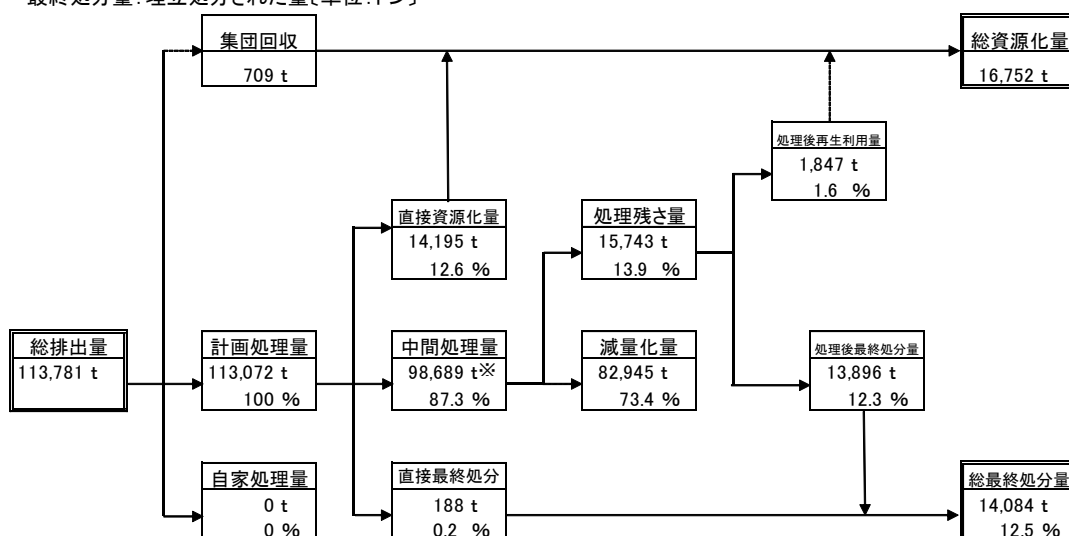 最終処分量：埋立処分された量〔単位：トン〕
集団回収
709 t
総資源化量
16,752 t
処理後再生利用量
1,847 t
1.6 %
直接資源化量
14,195 t
12.6 %
処理残さ量
15,743 t
13.9 %
総排出量
113,781 t
計画処理量
113,072 t
100 %
中間処理量
98,689 t※
87.3 %
減量化量
82,945 t
73.4 %
処理後最終処分量
13,896 t
12.3 %
自家処理量
0 t
0 %
直接最終処分
188 t
0.2 %
総最終処分量
14,084 t
12.5 %